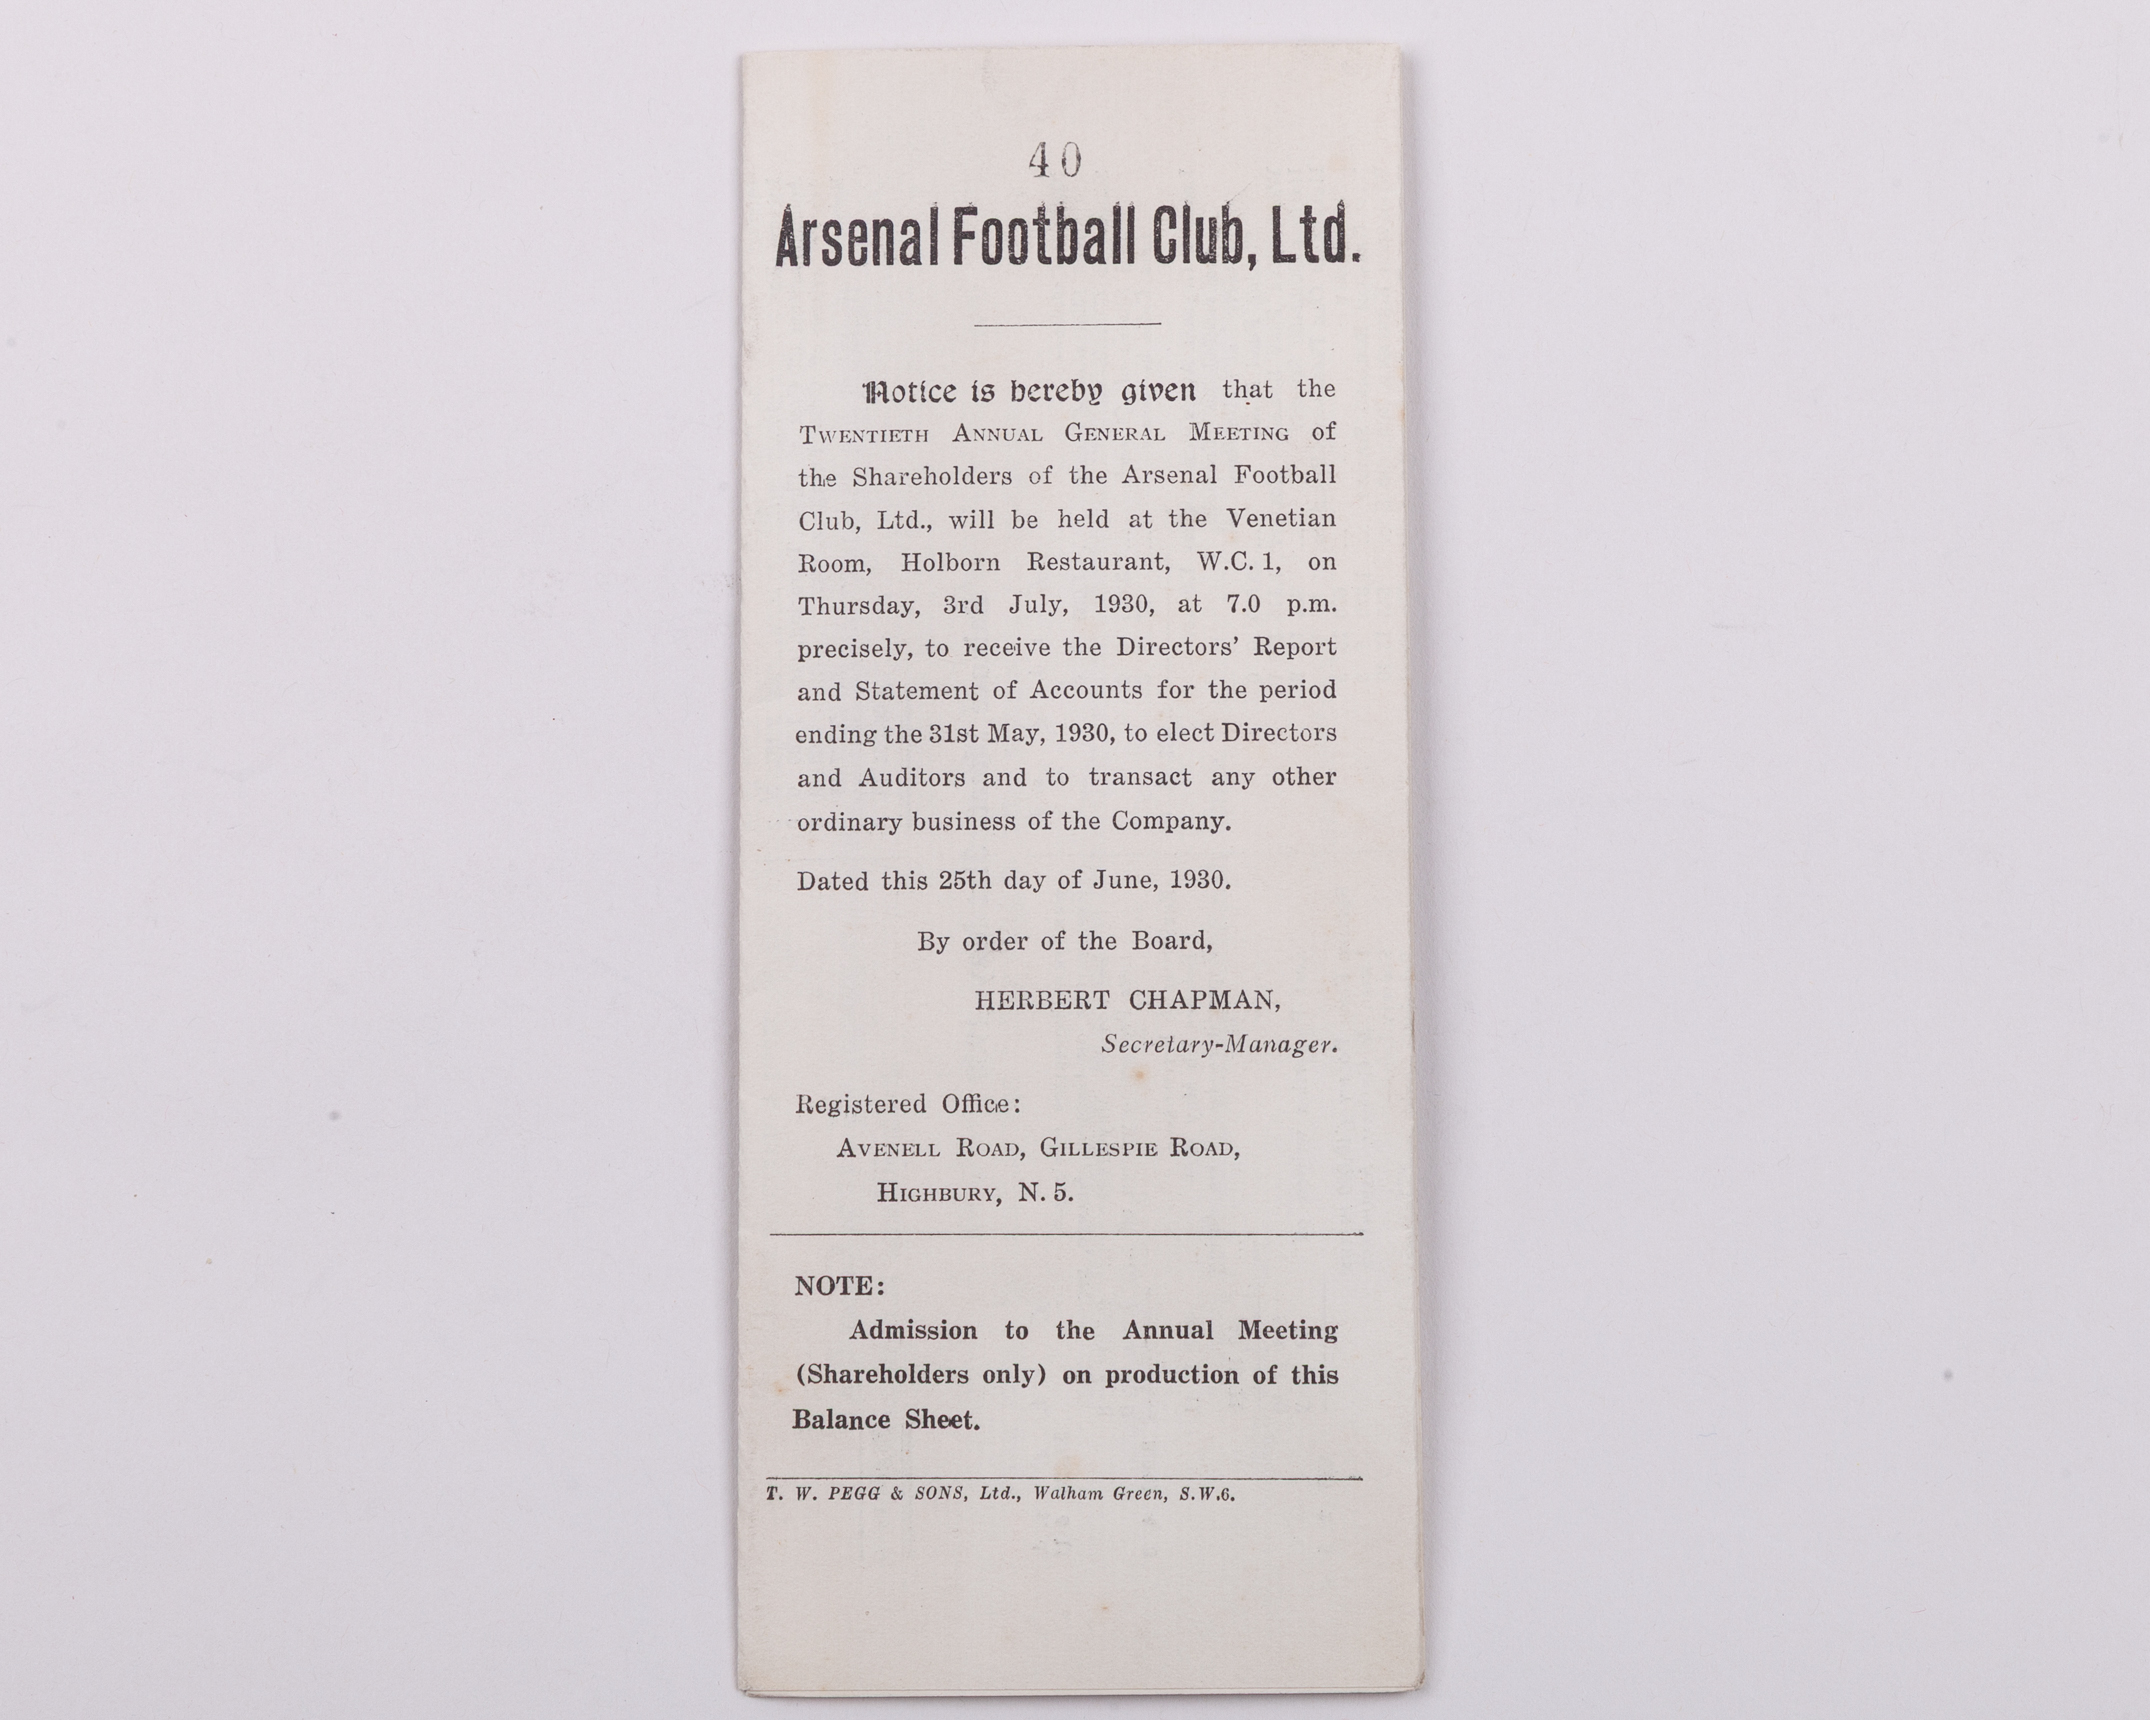 40
Arsenal Football Club, Ltd.
Notice is hereby given that the
Twentieth Annual General Meeting of
the Shareholders of the Arsenal Football
Club, Ltd., will be held at the Venetian
Room, Holborn Restaurant, W.C. 1, on
Thursday, 3rd July, 1930, at 7.0 p.m.
precisely, to receive the Directors' Report
and Statement of Accounts for the period
ending the 31st May, 1930, to elect Directors
and Auditors and to transact any other
ordinary business of the Company.
Dated this 25th day of June, 1930.
By order of the Board,
HERBERT CHAPMAN,
Secretary-Manager.
Registered Office:
Avenell Road, Gillespie Road,
Highbury, N. 5.
NOTE:
Admission to the Annual Meeting
(Shareholders only) on production of this
Balance Sheet.
T. W. PEGG & SONS, Ltd., Walham Green, S.W.6.